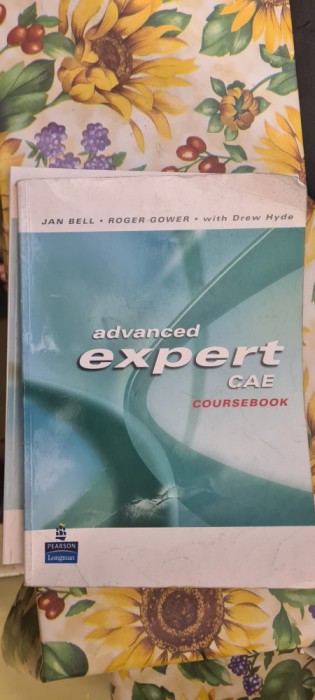 JAN BELL • ROGER GOWER • with Drew Hyde
advanced
expert
CAE
COURSEBOOK
PEARSON
Longman